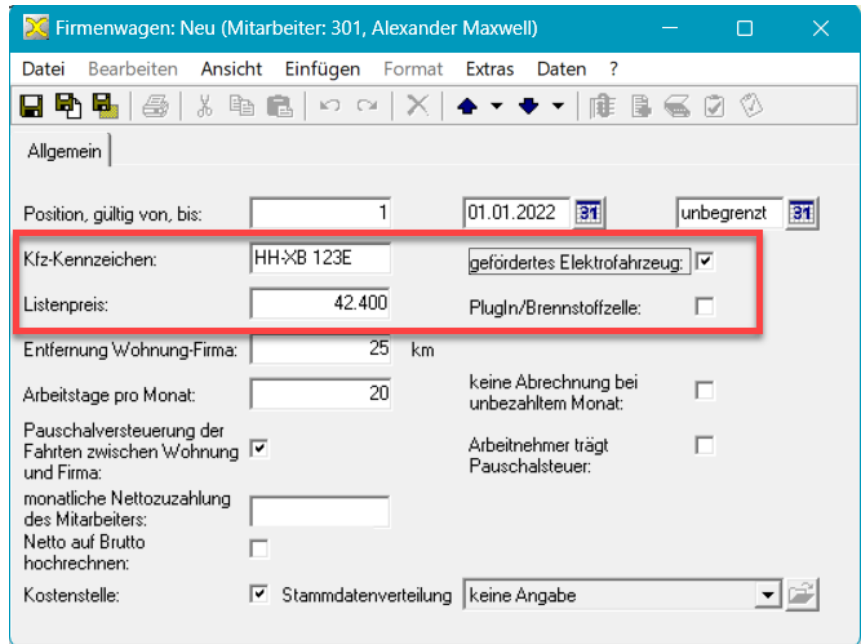 Firmenwagen: Neu (Mitarbeiter: 301, Alexander Maxwell)
Datei Bearbeiten Ansicht Einfügen Format Extras Daten ?
Allgemein
Position, gültig von, bis: 1 01.01.2022 31 unbegrenzt 31
Kfz-Kennzeichen: HH-XB 123E gefördertes Elektrofahrzeug:
Listenpreis: 42.400 PlugIn/Brennstoffzelle:
Entfernung Wohnung-Firma: 25 km
Arbeitstage pro Monat: 20 keine Abrechnung bei
unbezahltem Monat:
Pauschalversteuerung der
Fahrten zwischen Wohnung
und Firma:
Arbeitnehmer trägt
Pauschalsteuer:
monatliche Nettozuzahlung
des Mitarbeiters:
Netto auf Brutto
hochrechnen:
Kostenstelle: Stammdatenverteilung keine Angabe